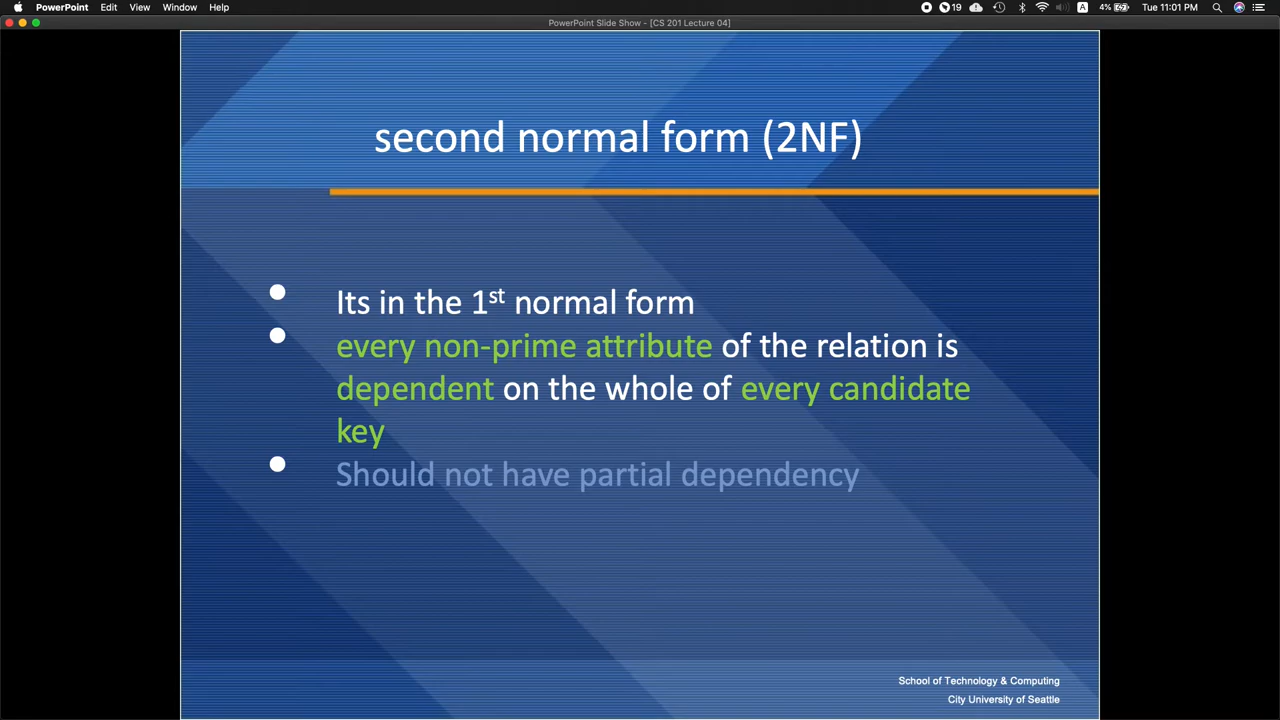 PowerPoint Edit View Window Help 19 A 4% Tue 11:01 PM
PowerPoint Slide Show - [CS 201 Lecture 04]
second normal form (2NF)
Its in the 1st normal form
every non-prime attribute of the relation is
dependent on the whole of every candidate
key
Should not have partial dependency
School of Technology & Computing
City University of Seattle